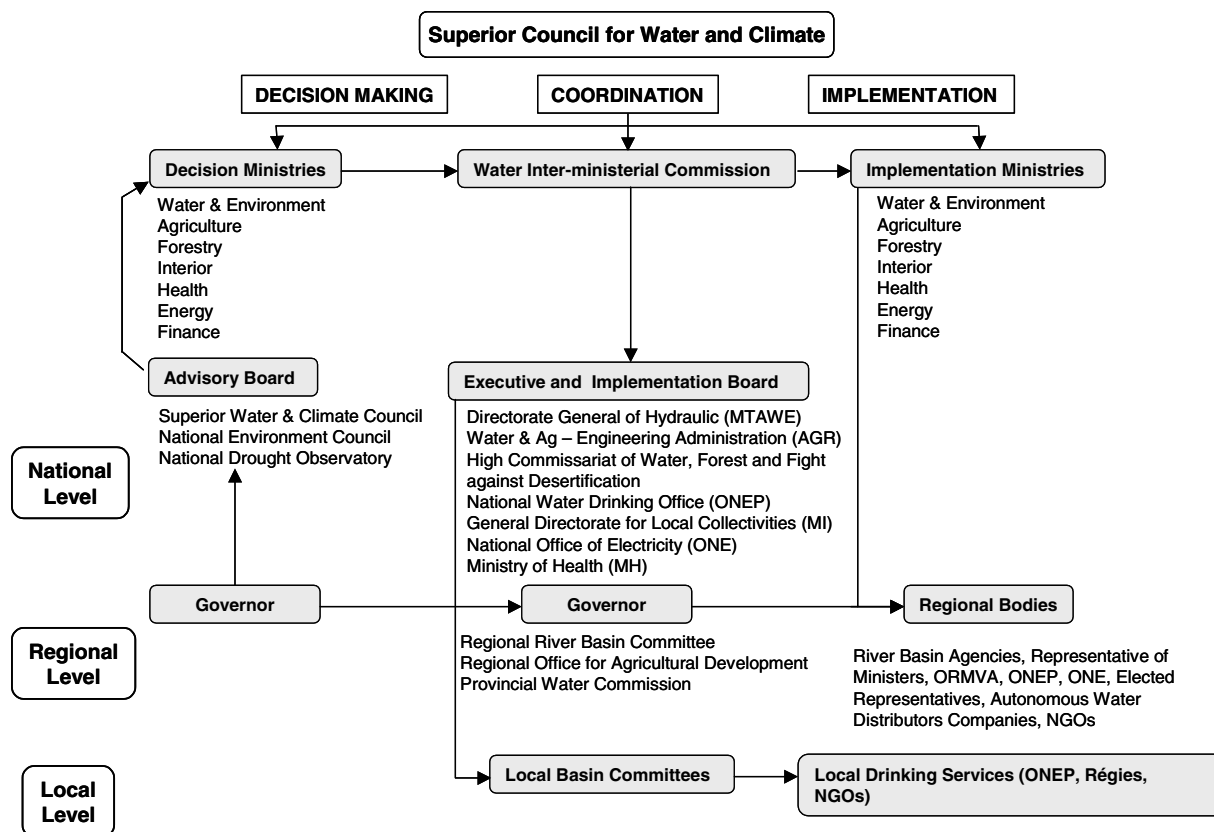 Superior Council for Water and Climate
DECISION MAKING
COORDINATION
IMPLEMENTATION
Decision Ministries
Water Inter-ministerial Commission
Implementation Ministries
Water & Environment
Agriculture
Forestry
Interior
Health
Energy
Finance
Water & Environment
Agriculture
Forestry
Interior
Health
Energy
Finance
Advisory Board
Superior Water & Climate Council
National Environment Council
National Drought Observatory
Executive and Implementation Board
Directorate General of Hydraulic (MTAWE)
Water & Ag – Engineering Administration (AGR)
High Commissariat of Water, Forest and Fight
against Desertification
National Water Drinking Office (ONEP)
General Directorate for Local Collectivities (MI)
National Office of Electricity (ONE)
Ministry of Health (MH)
National
Level
Governor
Governor
Regional Bodies
Regional
Level
Regional River Basin Committee
Regional Office for Agricultural Development
Provincial Water Commission
River Basin Agencies, Representative of
Ministers, ORMVA, ONEP, ONE, Elected
Representatives, Autonomous Water
Distributors Companies, NGOs
Local
Level
Local Basin Committees
Local Drinking Services (ONEP, Régies,
NGOs)